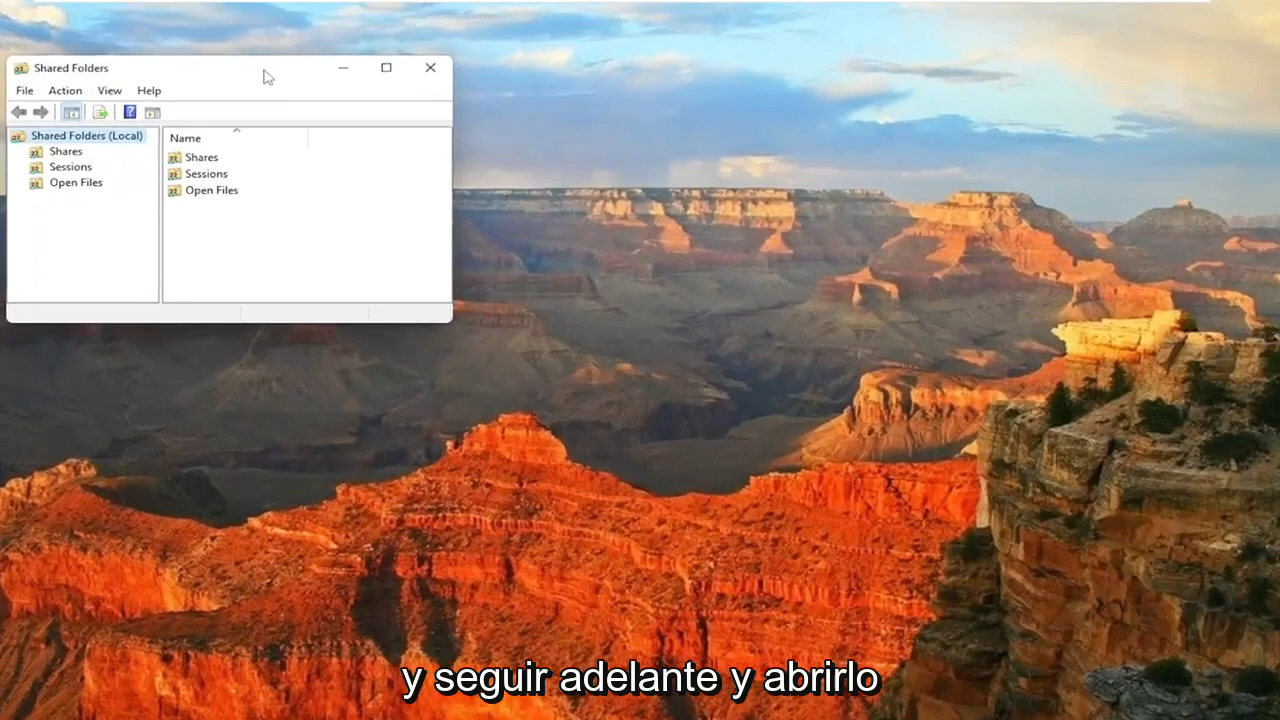 Shared Folders
File Action View Help
Shared Folders (Local)
Shares
Sessions
Open Files
Name
Shares
Sessions
Open Files
y seguir adelante y abrirlo